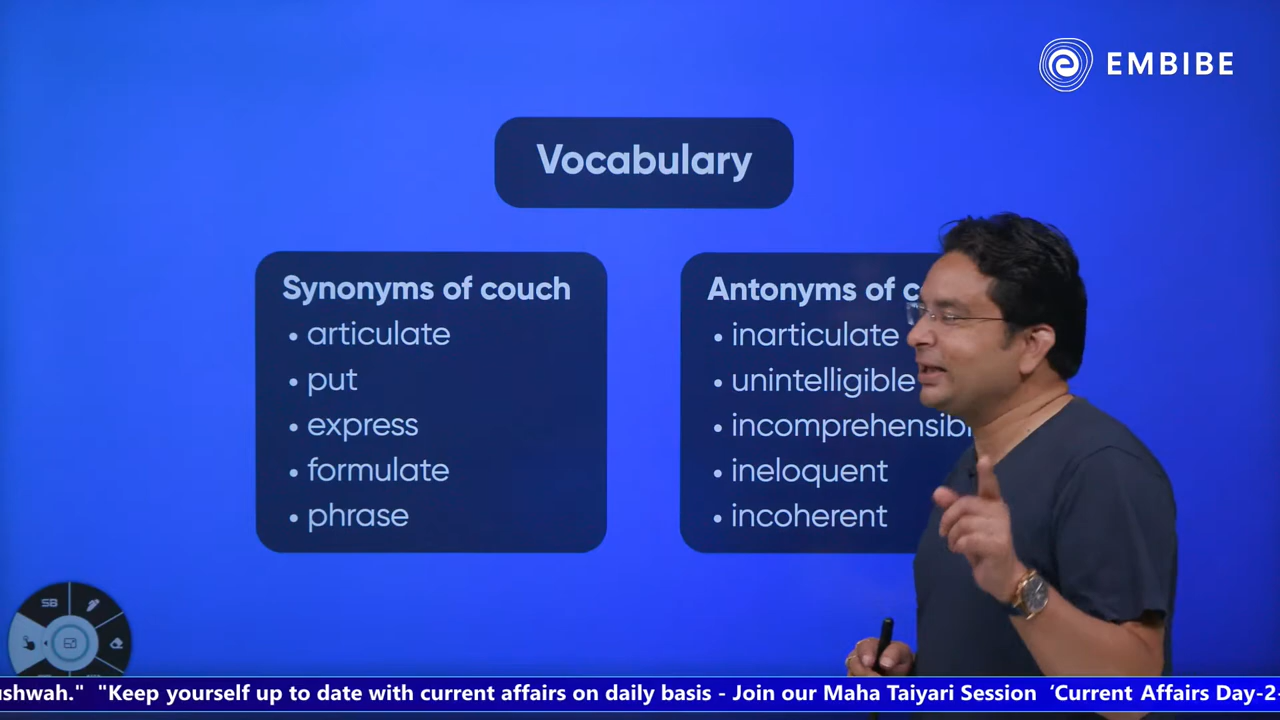 EMBIBE
Vocabulary
Synonyms of couch
• articulate
• put
• express
• formulate
• phrase
Antonyms of c
• inarticulate
• unintelligible
• incomprehensibl
• ineloquent
• incoherent
SB
ushwah." "Keep yourself up to date with current affairs on daily basis - Join our Maha Taiyari Session ‘Current Affairs Day-2-